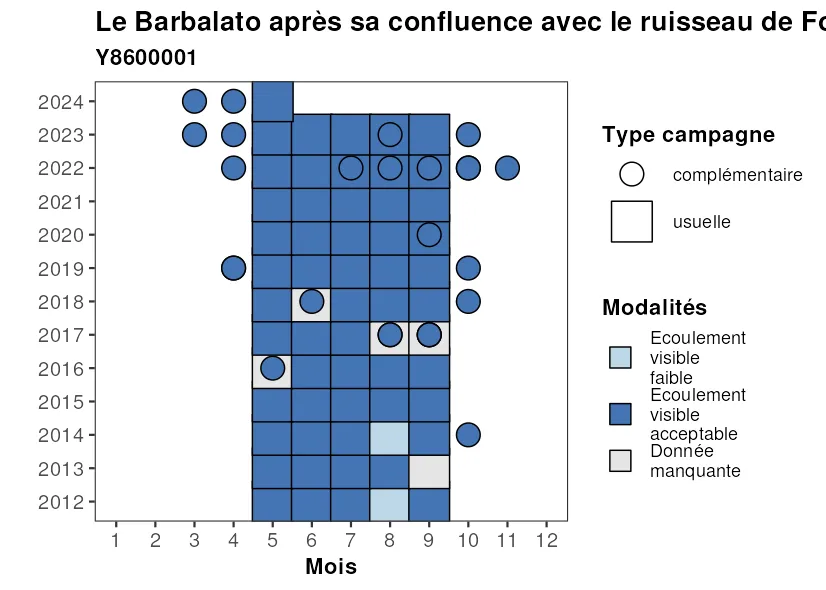 Le Barbalato après sa confluence avec le ruisseau de Fo
Y8600001
2024
2023
2022
2021
2020
2019
2018
2017
2016
2015
2014
2013
2012
1 2 3 4 5 6 7 8 9 10 11 12
Mois
Type campagne
complémentaire
usuelle
Modalités
Ecoulement
visible
faible
Ecoulement
visible
acceptable
Donnée
manquante